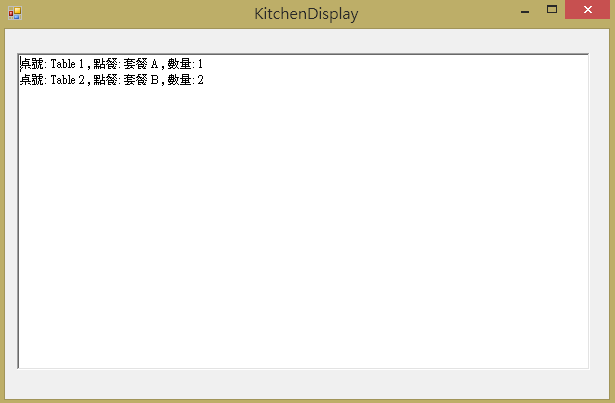 KitchenDisplay
桌號: Table 1 , 點餐: 套餐 A , 數量: 1
桌號: Table 2 , 點餐: 套餐 B , 數量: 2